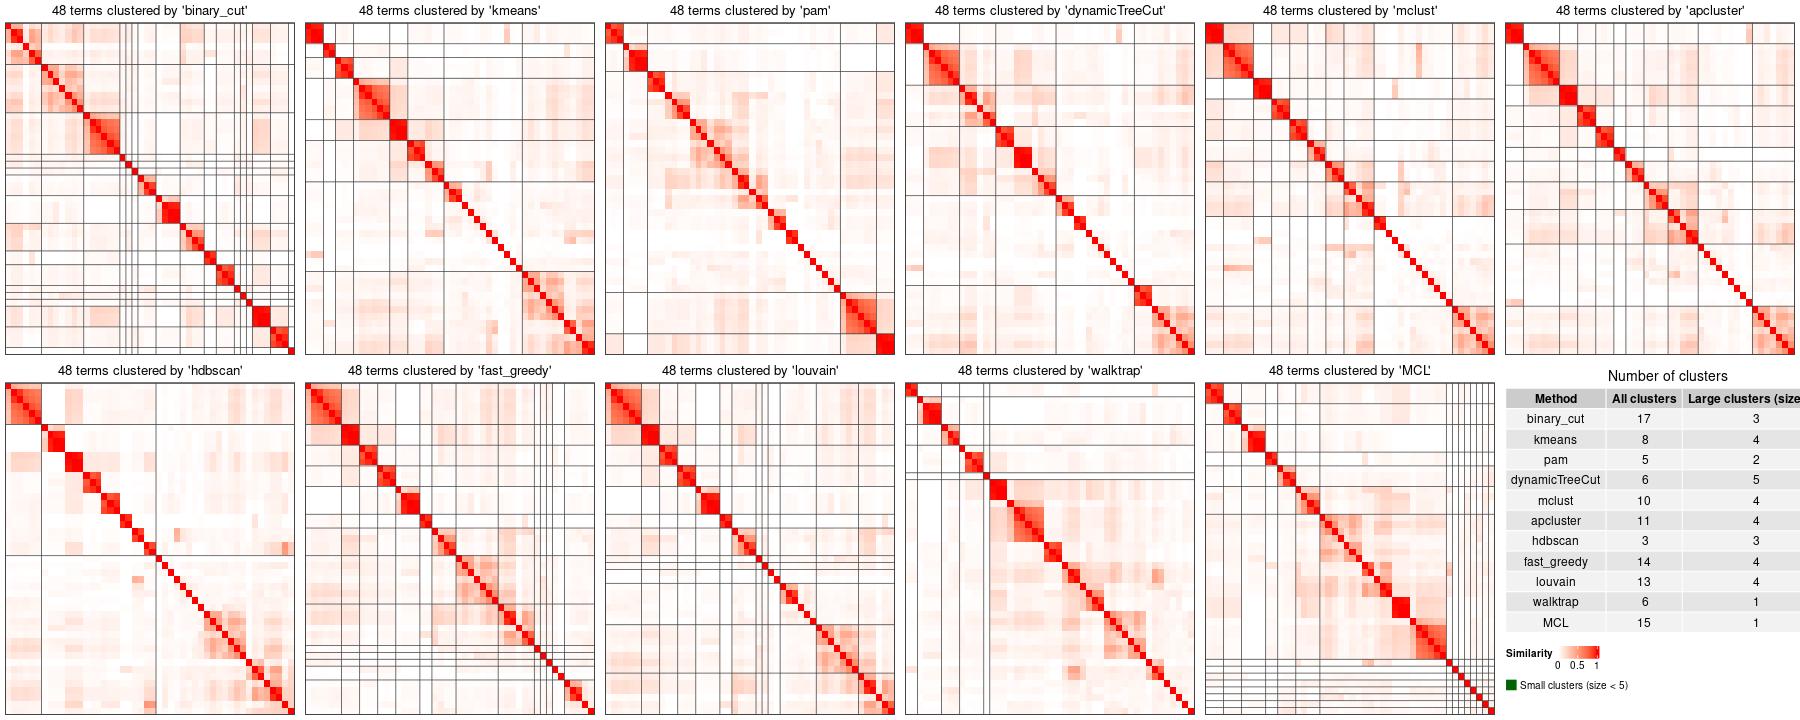 48 terms clustered by 'binary_cut'
48 terms clustered by 'kmeans'
48 terms clustered by 'pam'
48 terms clustered by 'dynamicTreeCut'
48 terms clustered by 'mclust'
48 terms clustered by 'apcluster'
48 terms clustered by 'hdbscan'
48 terms clustered by 'fast_greedy'
48 terms clustered by 'louvain'
48 terms clustered by 'walktrap'
48 terms clustered by 'MCL'
Number of clusters
Method All clusters Large clusters (size
binary_cut 17 3
kmeans 8 4
pam 5 2
dynamicTreeCut 6 5
mclust 10 4
apcluster 11 4
hdbscan 3 3
fast_greedy 14 4
louvain 13 4
walktrap 6 1
MCL 15 1
Similarity
0 0.5 1
Small clusters (size < 5)